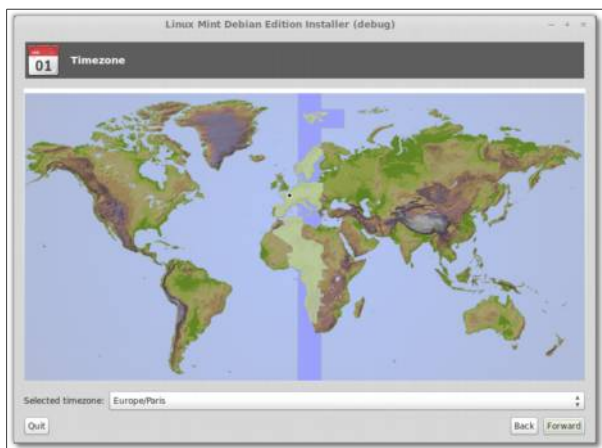 Linux Mint Debian Edition Installer (debug)
01
Timezone
Selected timezone: Europe/Paris
Quit
Back
Forward